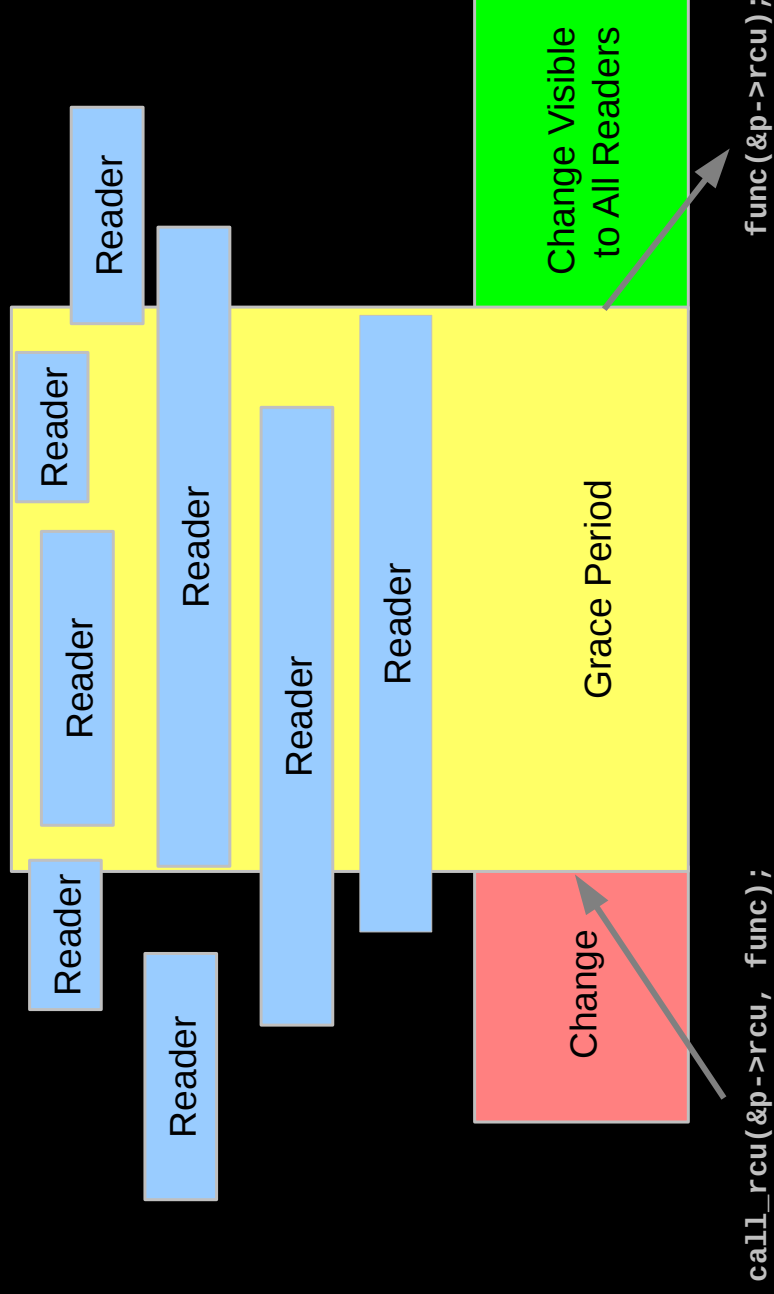 Reader
Reader
Reader
Reader
Reader
Reader
Reader
Reader
Change
Grace Period
Change Visible
to All Readers
call_rcu(&p->rcu, func);
func(&p->rcu);